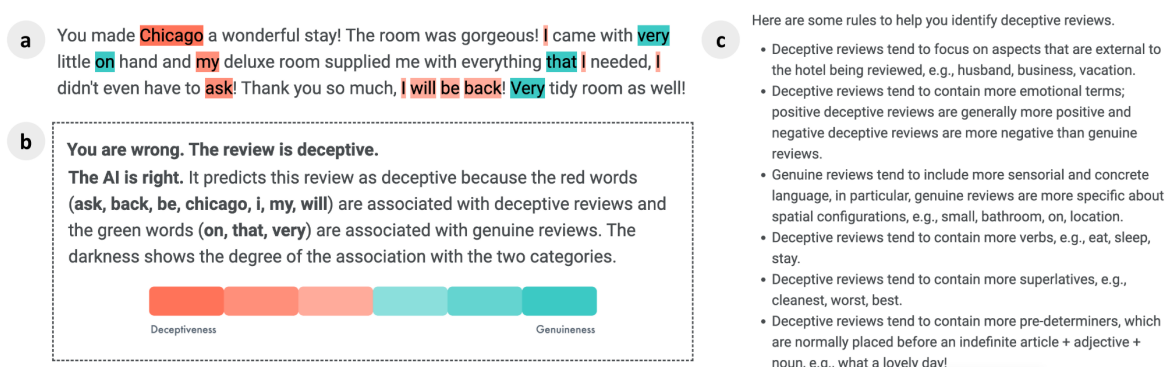 a
You made Chicago a wonderful stay! The room was gorgeous! I came with very
little on hand and my deluxe room supplied me with everything that I needed, I
didn't even have to ask! Thank you so much, I will be back! Very tidy room as well!
b
You are wrong. The review is deceptive.
The AI is right. It predicts this review as deceptive because the red words
(ask, back, be, chicago, i, my, will) are associated with deceptive reviews and
the green words (on, that, very) are associated with genuine reviews. The
darkness shows the degree of the association with the two categories.
Deceptiveness
Genuineness
c
Here are some rules to help you identify deceptive reviews.
• Deceptive reviews tend to focus on aspects that are external to
the hotel being reviewed, e.g., husband, business, vacation.
• Deceptive reviews tend to contain more emotional terms;
positive deceptive reviews are generally more positive and
negative deceptive reviews are more negative than genuine
reviews.
• Genuine reviews tend to include more sensorial and concrete
language, in particular, genuine reviews are more specific about
spatial configurations, e.g., small, bathroom, on, location.
• Deceptive reviews tend to contain more verbs, e.g., eat, sleep,
stay.
• Deceptive reviews tend to contain more superlatives, e.g.,
cleanest, worst, best.
• Deceptive reviews tend to contain more pre-determiners, which
are normally placed before an indefinite article + adjective +
noun, e.g., what a lovely day!